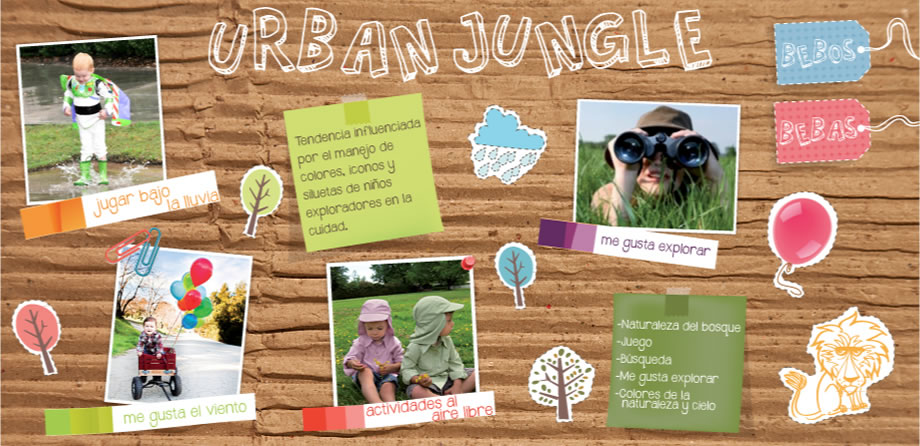 URBAN JUNGLE
BEBOS
BEBAS
jugar bajo
la lluvia
Tendencia influenciada
por el manejo de
colores, iconos y
siluetas de niños
exploradores en la
cuidad.
me gusta explorar
me gusta el viento
actividades al
aire libre
-Naturaleza del bosque
-Juego
-Búsqueda
-Me gusta explorar
-Colores de la
naturaleza y cielo